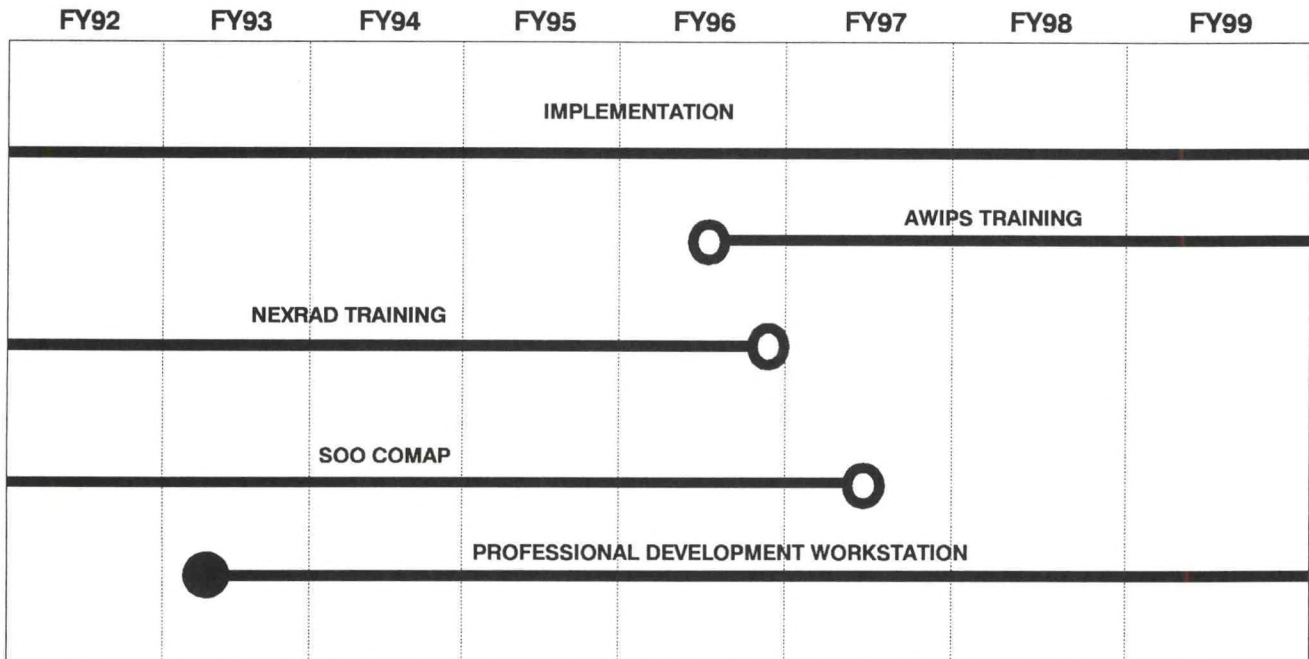 FY92 FY93 FY94 FY95 FY96 FY97 FY98 FY99
IMPLEMENTATION
AWIPS TRAINING
NEXRAD TRAINING
SOO COMAP
PROFESSIONAL DEVELOPMENT WORKSTATION